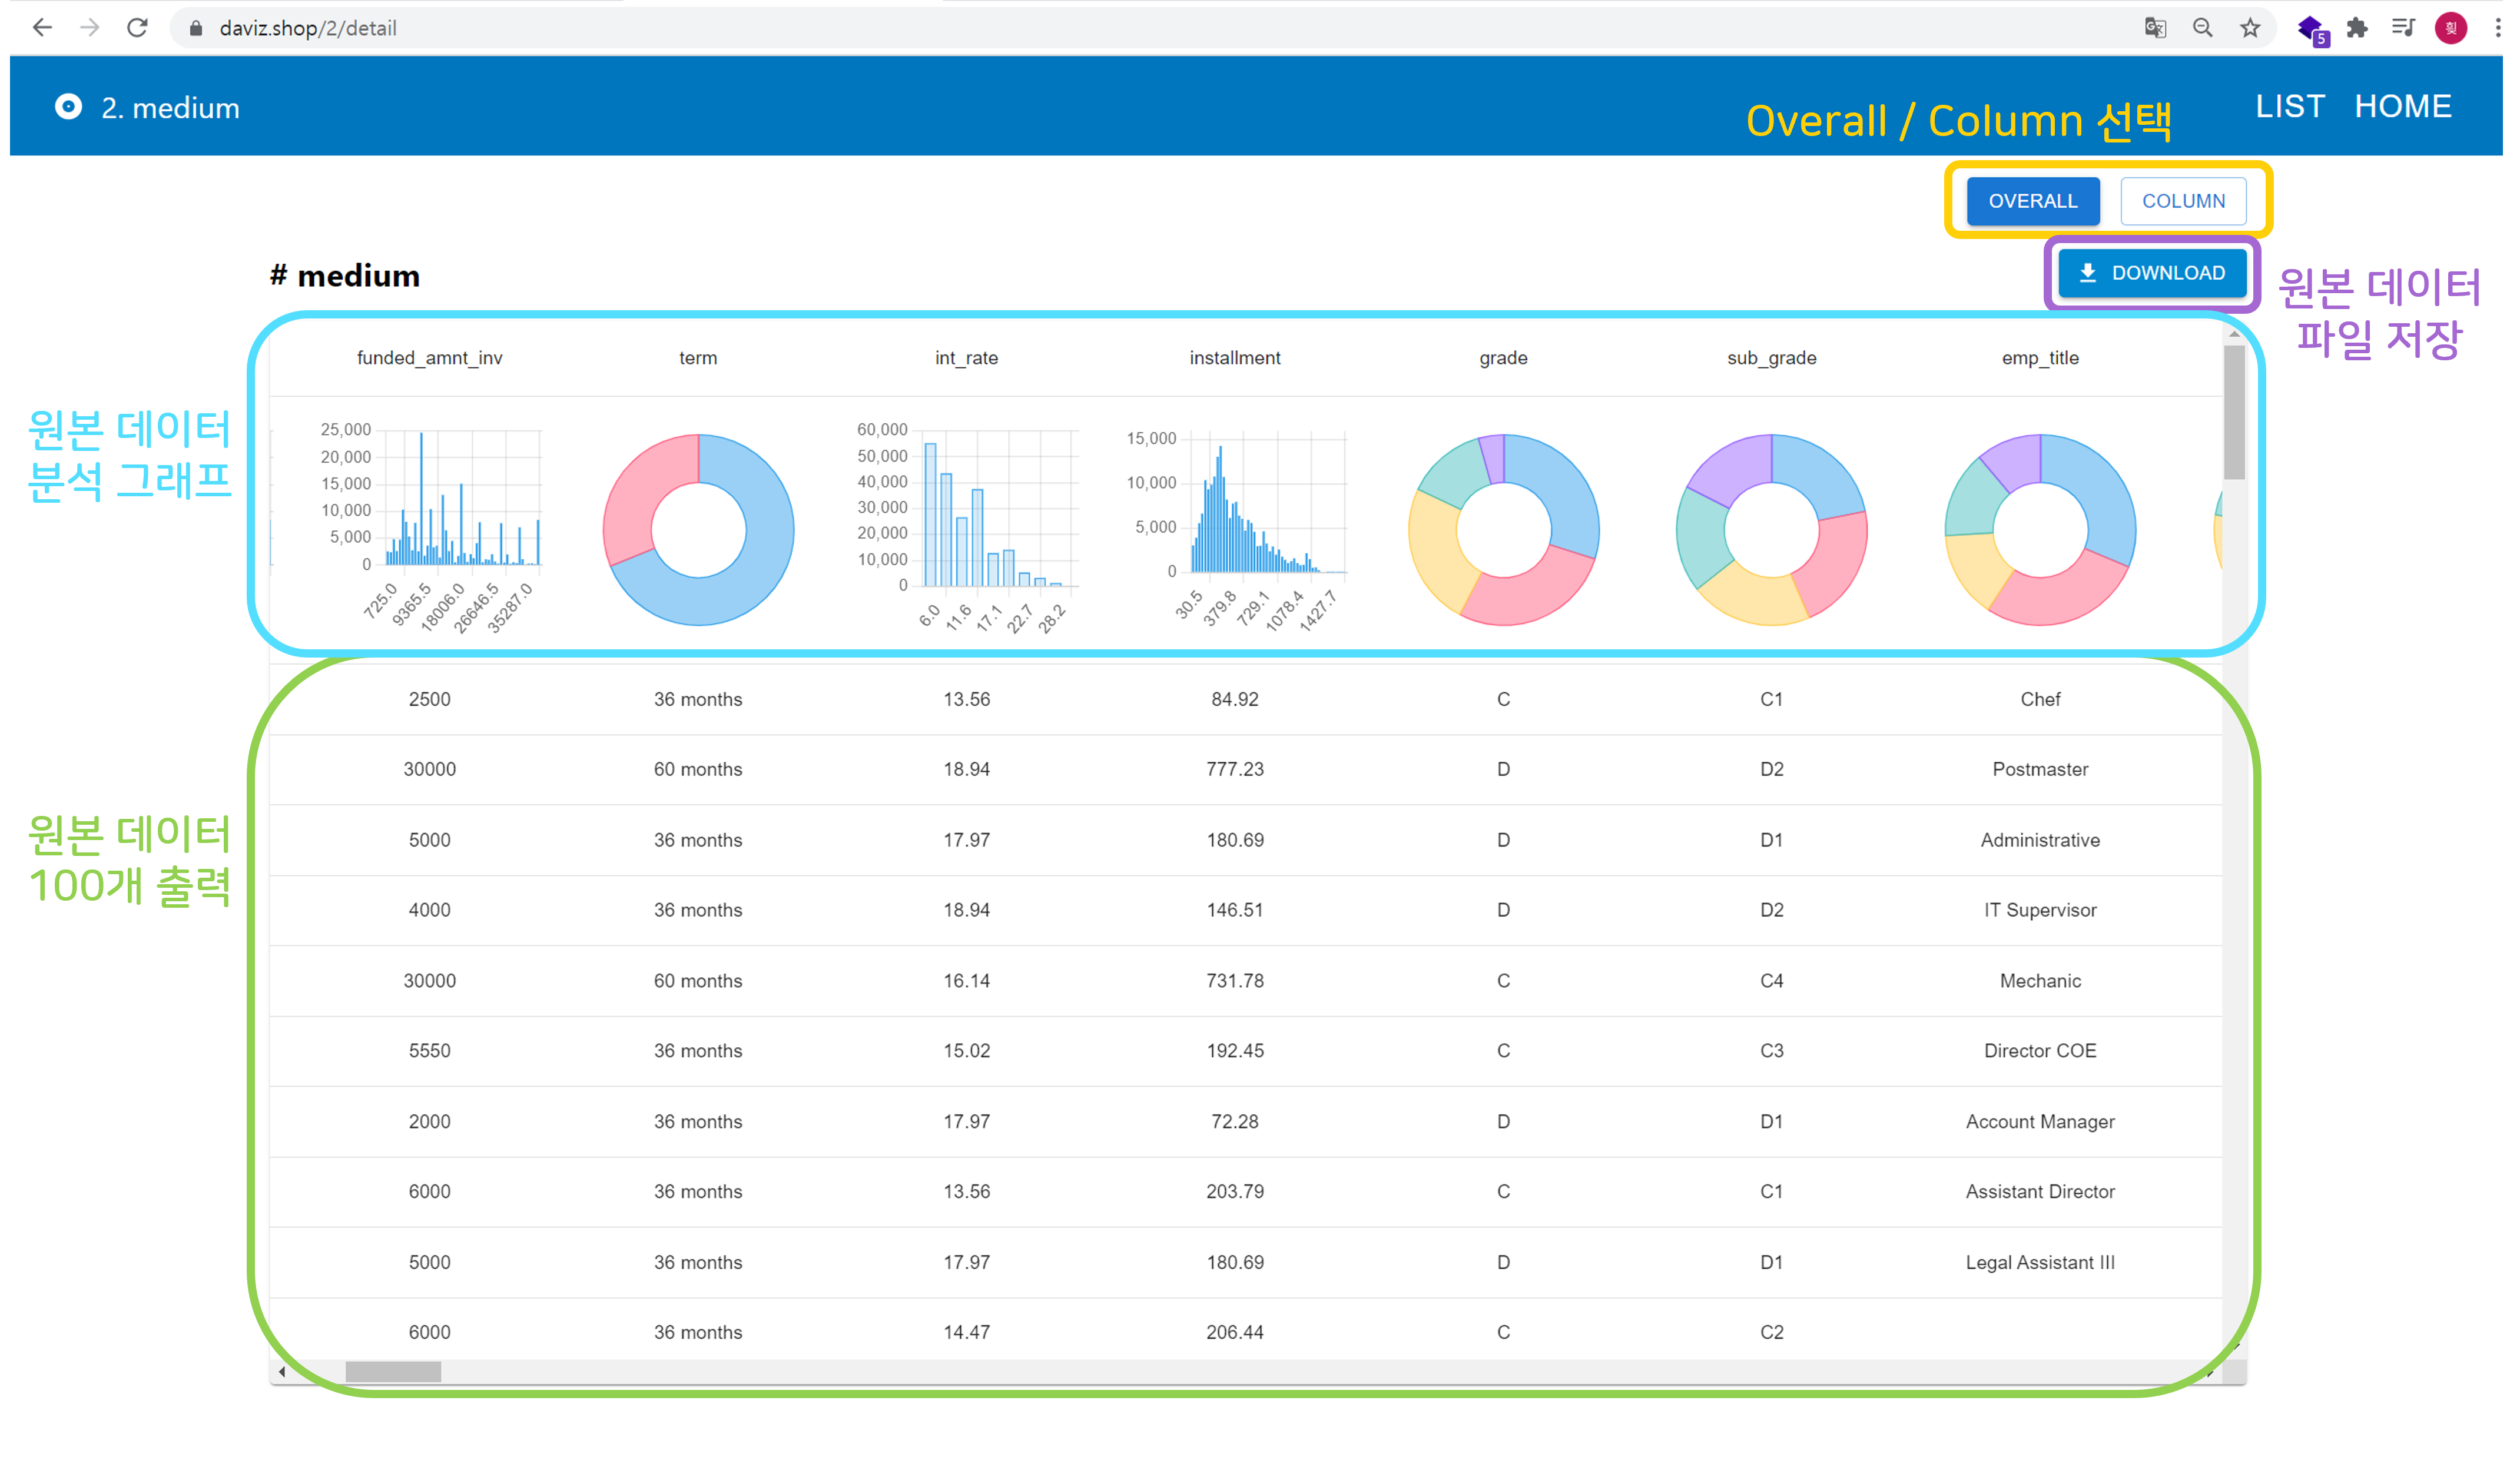 daviz.shop/2/detail
5
횢
2. medium
Overall / Column 선택
LIST HOME
OVERALL COLUMN
# medium
DOWNLOAD
원본 데이터
파일 저장
funded_amnt_inv term int_rate installment grade sub_grade emp_title
원본 데이터
분석 그래프
25,000
20,000
15,000
10,000
5,000
0
725.0 9365.5 18006.0 26646.5 35287.0
60,000
50,000
40,000
30,000
20,000
10,000
0
6.0 11.6 17.1 22.7 28.2
15,000
10,000
5,000
0
30.5 379.8 729.1 1078.4 1427.7
원본 데이터
100개 출력
2500 36 months 13.56 84.92 C C1 Chef
30000 60 months 18.94 777.23 D D2 Postmaster
5000 36 months 17.97 180.69 D D1 Administrative
4000 36 months 18.94 146.51 D D2 IT Supervisor
30000 60 months 16.14 731.78 C C4 Mechanic
5550 36 months 15.02 192.45 C C3 Director COE
2000 36 months 17.97 72.28 D D1 Account Manager
6000 36 months 13.56 203.79 C C1 Assistant Director
5000 36 months 17.97 180.69 D D1 Legal Assistant III
6000 36 months 14.47 206.44 C C2